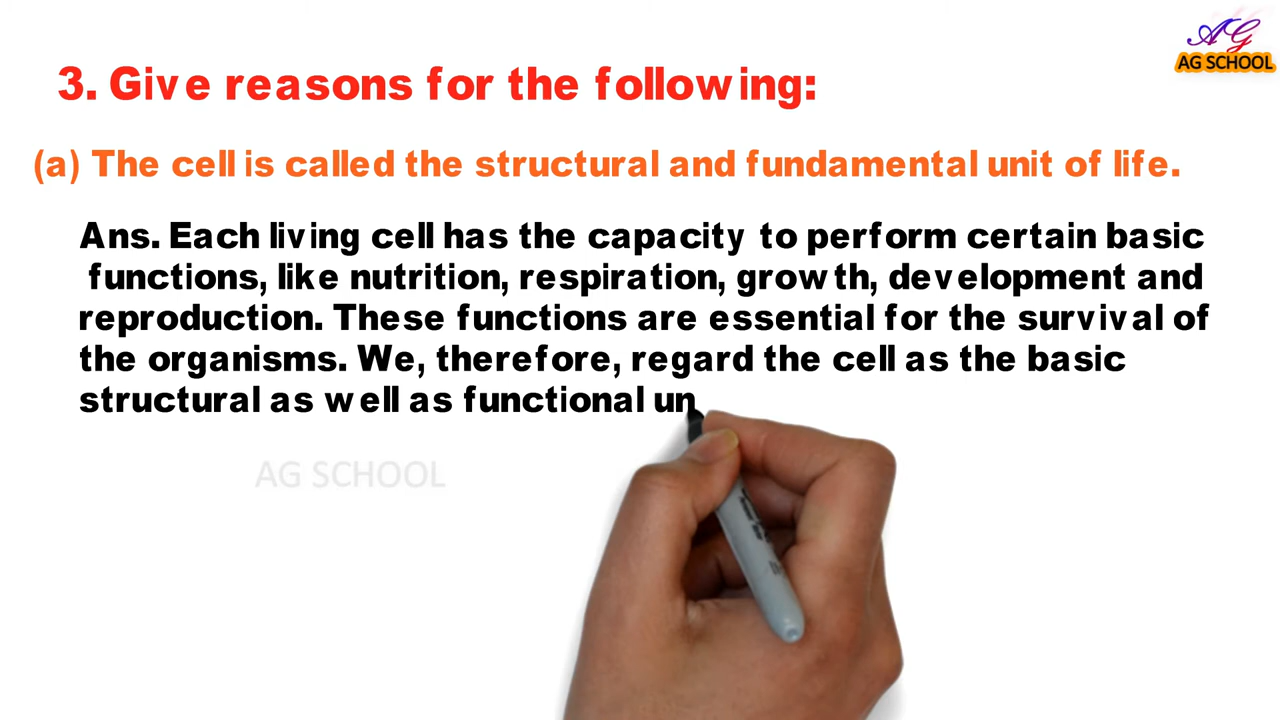 AG
AG SCHOOL
3. Give reasons for the following:
(a) The cell is called the structural and fundamental unit of life.
Ans. Each living cell has the capacity to perform certain basic
functions, like nutrition, respiration, growth, development and
reproduction. These functions are essential for the survival of
the organisms. We, therefore, regard the cell as the basic
structural as well as functional un
AG SCHOOL